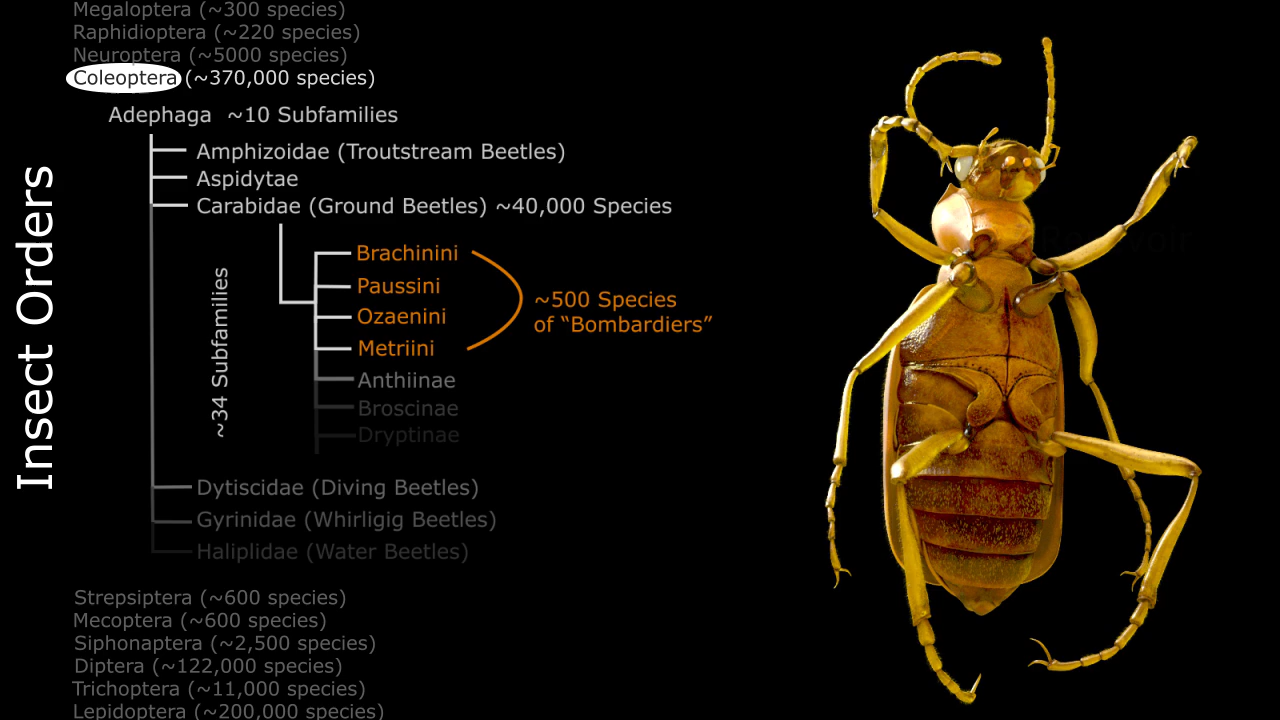 Megaloptera (~300 species)
Raphidioptera (~220 species)
Neuroptera (~5000 species)
Coleoptera (~370,000 species)
Adephaga ~10 Subfamilies
Amphizoidae (Troutstream Beetles)
Aspidytae
Carabidae (Ground Beetles) ~40,000 Species
~34 Subfamilies
Brachinini
Paussini
Ozaenini
Metriini
Anthiinae
Broscinae
Dryptinae
~500 Species
of “Bombardiers”
Dytiscidae (Diving Beetles)
Gyrinidae (Whirligig Beetles)
Haliplidae (Water Beetles)
Strepsiptera (~600 species)
Mecoptera (~600 species)
Siphonaptera (~2,500 species)
Diptera (~122,000 species)
Trichoptera (~11,000 species)
Lepidoptera (~200,000 species)
Insect Orders
Reservoir